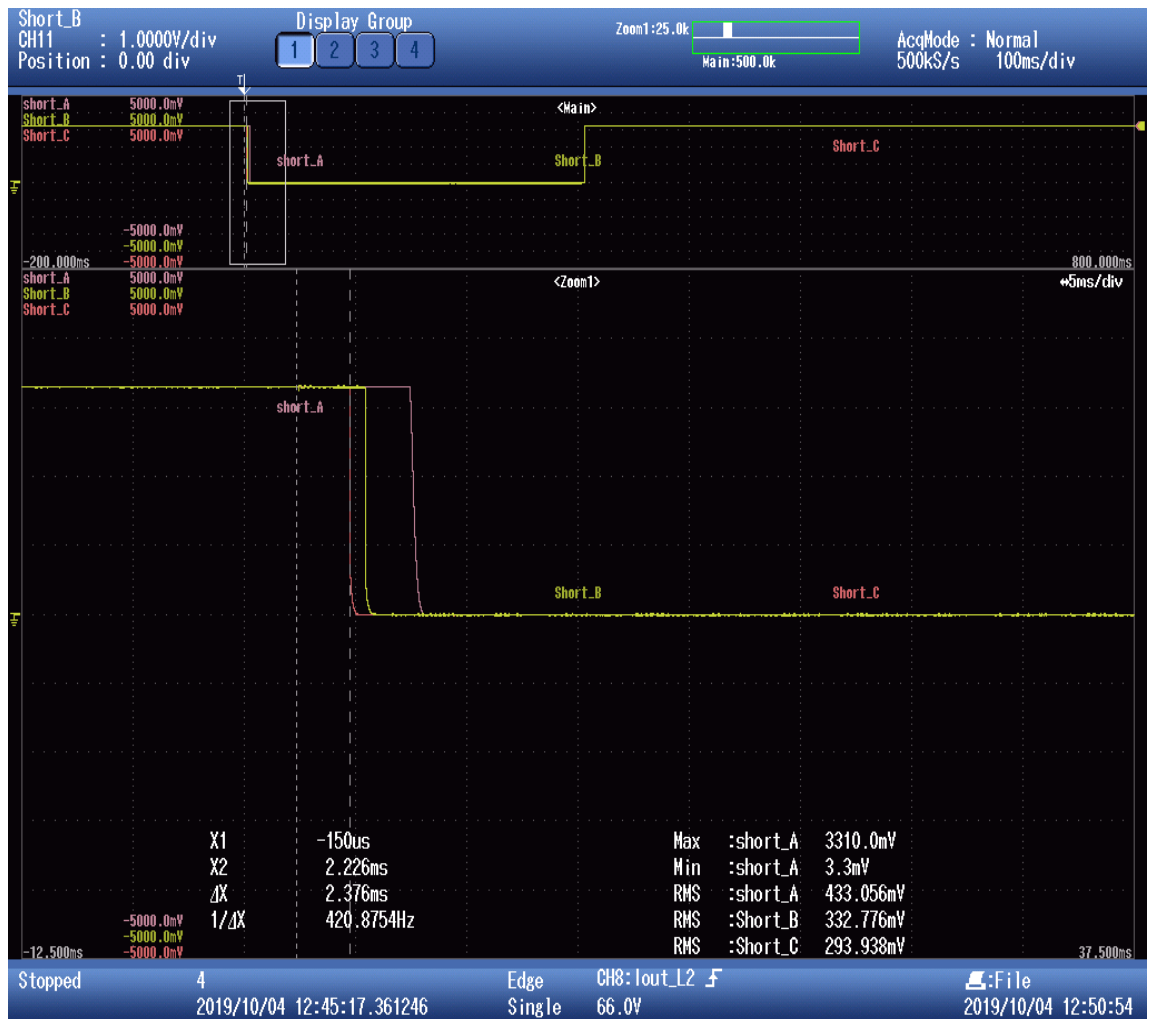 Short_B
CH11 : 1.0000V/div
Position : 0.00 div
Display Group
1 2 3 4
Zoom1:25.0k
Main:500.0k
AcqMode : Normal
500kS/s 100ms/div
T
short_A 5000.0mV
Short_B 5000.0mV
Short_C 5000.0mV
<Main>
short_A
Short_B
Short_C
-5000.0mV
-5000.0mV
-200.000ms -5000.0mV
800.000ms
short_A 5000.0mV
Short_B 5000.0mV
Short_C 5000.0mV
<Zoom1>
⇔5ms/div
short_A
Short_B
Short_C
X1 -150us
X2 2.226ms
⊿X 2.376ms
1/⊿X 420.8754Hz
Max :short_A 3310.0mV
Min :short_A 3.3mV
RMS :short_A 433.056mV
RMS :Short_B 332.776mV
RMS :Short_C 293.938mV
-5000.0mV
-5000.0mV
-12.500ms -5000.0mV
37.500ms
Stopped 4
2019/10/04 12:45:17.361246
Edge CH8:Iout_L2
Single 66.0V
:File
2019/10/04 12:50:54